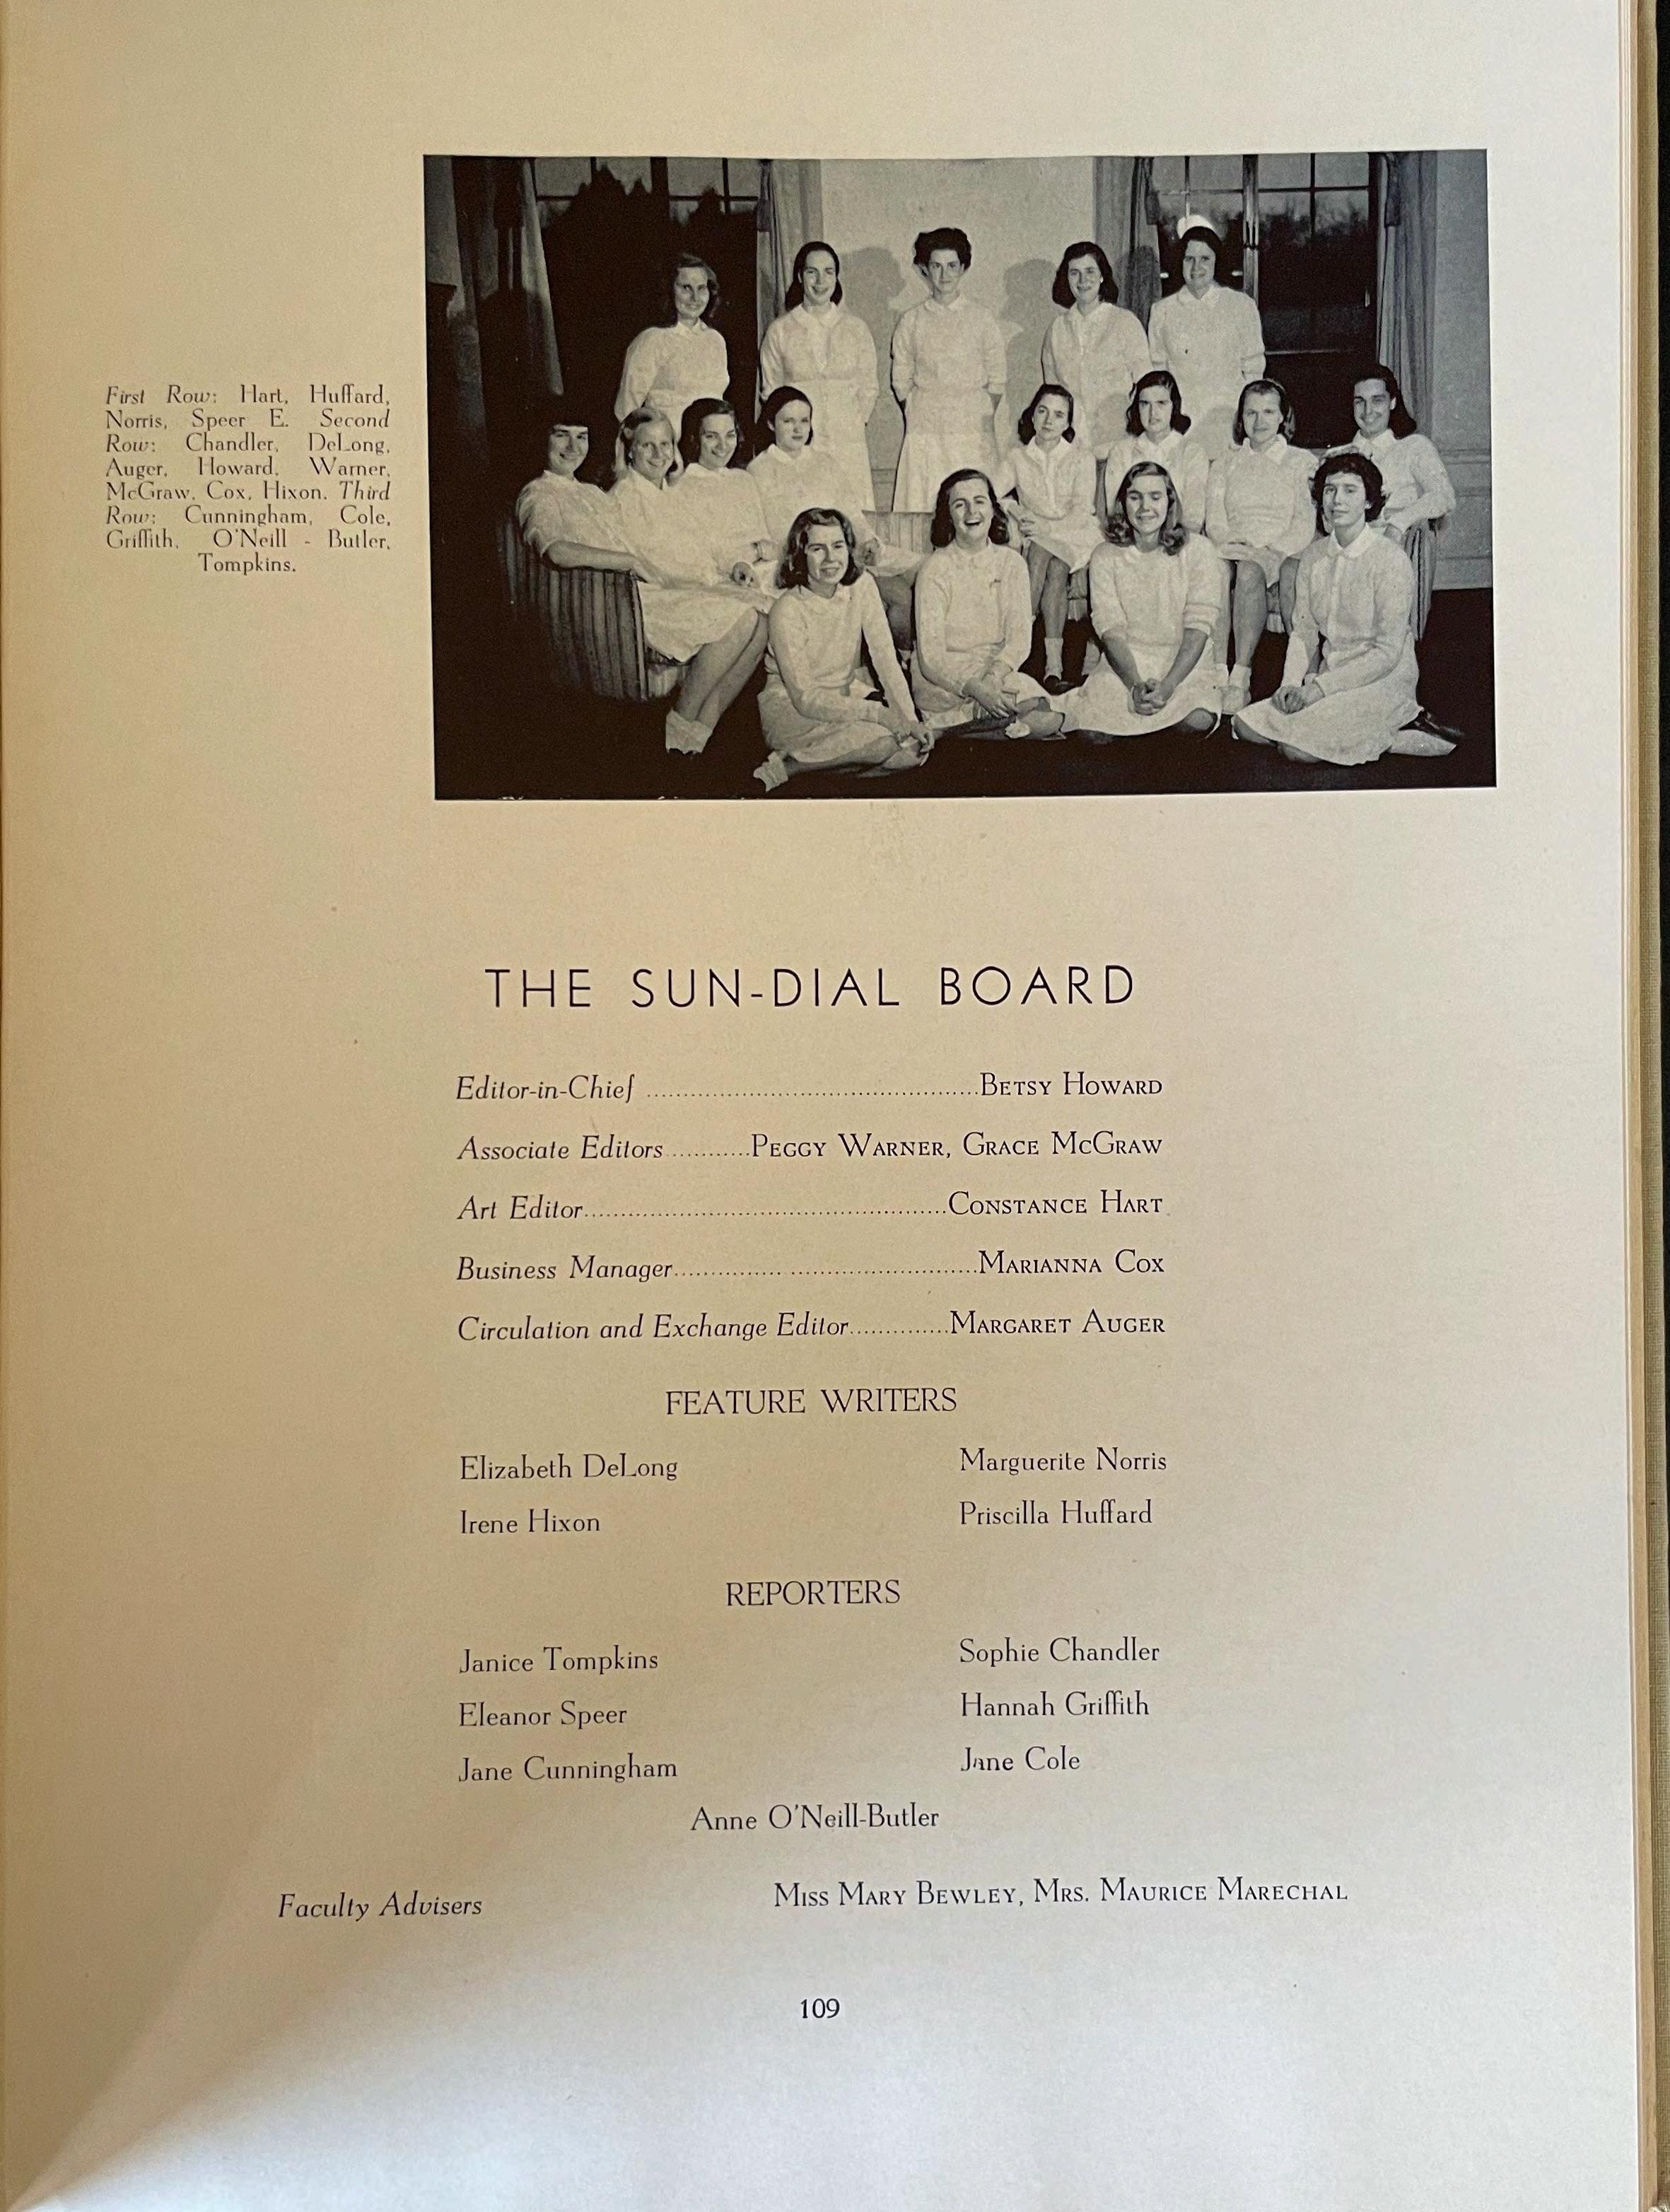 First Row: Hart, Huffard,
Norris, Speer E. Second
Row: Chandler, DeLong,
Auger, Howard, Warner,
McGraw, Cox, Hixon. Third
Row: Cunningham, Cole,
Griffith, O'Neill - Butler,
Tompkins.
THE SUN-DIAL BOARD
Editor-in-Chief ............................................... BETSY HOWARD
Associate Editors............PEGGY WARNER, GRACE McGRAW
Art Editor...................................................CONSTANCE HART
Business Manager..........................................MARIANNA COX
Circulation and Exchange Editor..............MARGARET AUGER
FEATURE WRITERS
Elizabeth DeLong Marguerite Norris
Irene Hixon Priscilla Huffard
REPORTERS
Janice Tompkins Sophie Chandler
Eleanor Speer Hannah Griffith
Jane Cunningham Jane Cole
Anne O'Neill-Butler
Faculty Advisers MISS MARY BEWLEY, MRS. MAURICE MARECHAL
109